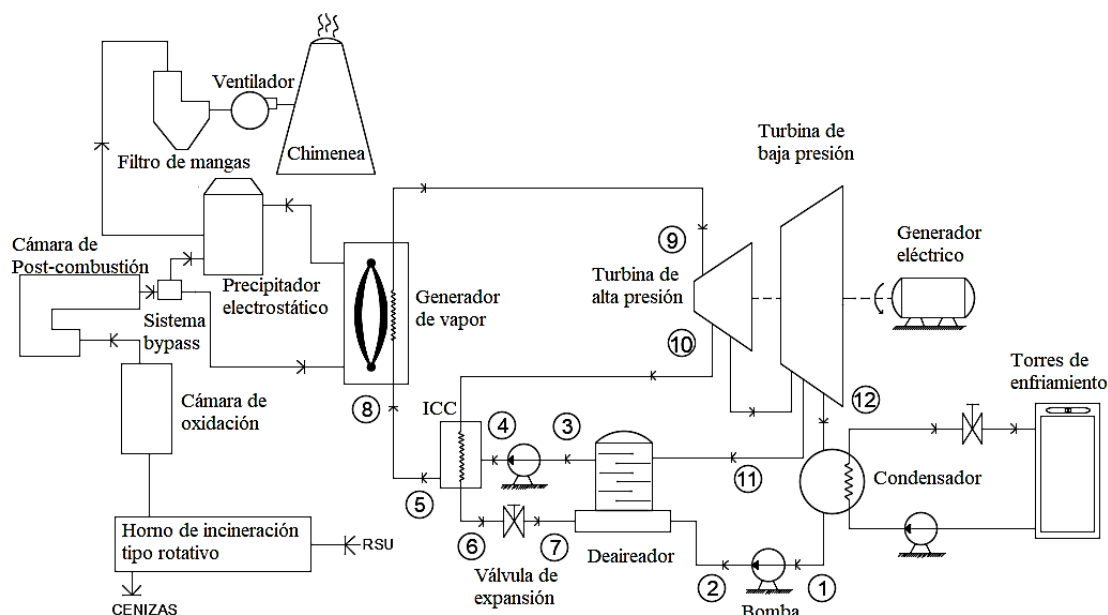 Ventilador
Filtro de mangas
Chimenea
Turbina de
baja presión
Cámara de
Post-combustión
Precipitador
electrostático
Sistema
bypass
Generador
de vapor
9
Turbina de
alta presión
Generador
eléctrico
10
Cámara de
oxidación
8
ICC
4
3
12
Torres de
enfriamiento
11
Condensador
5
6
7
Válvula de
expansión
Deaireador
2
1
Bomba
Horno de incineración
tipo rotativo
RSU
CENIZAS